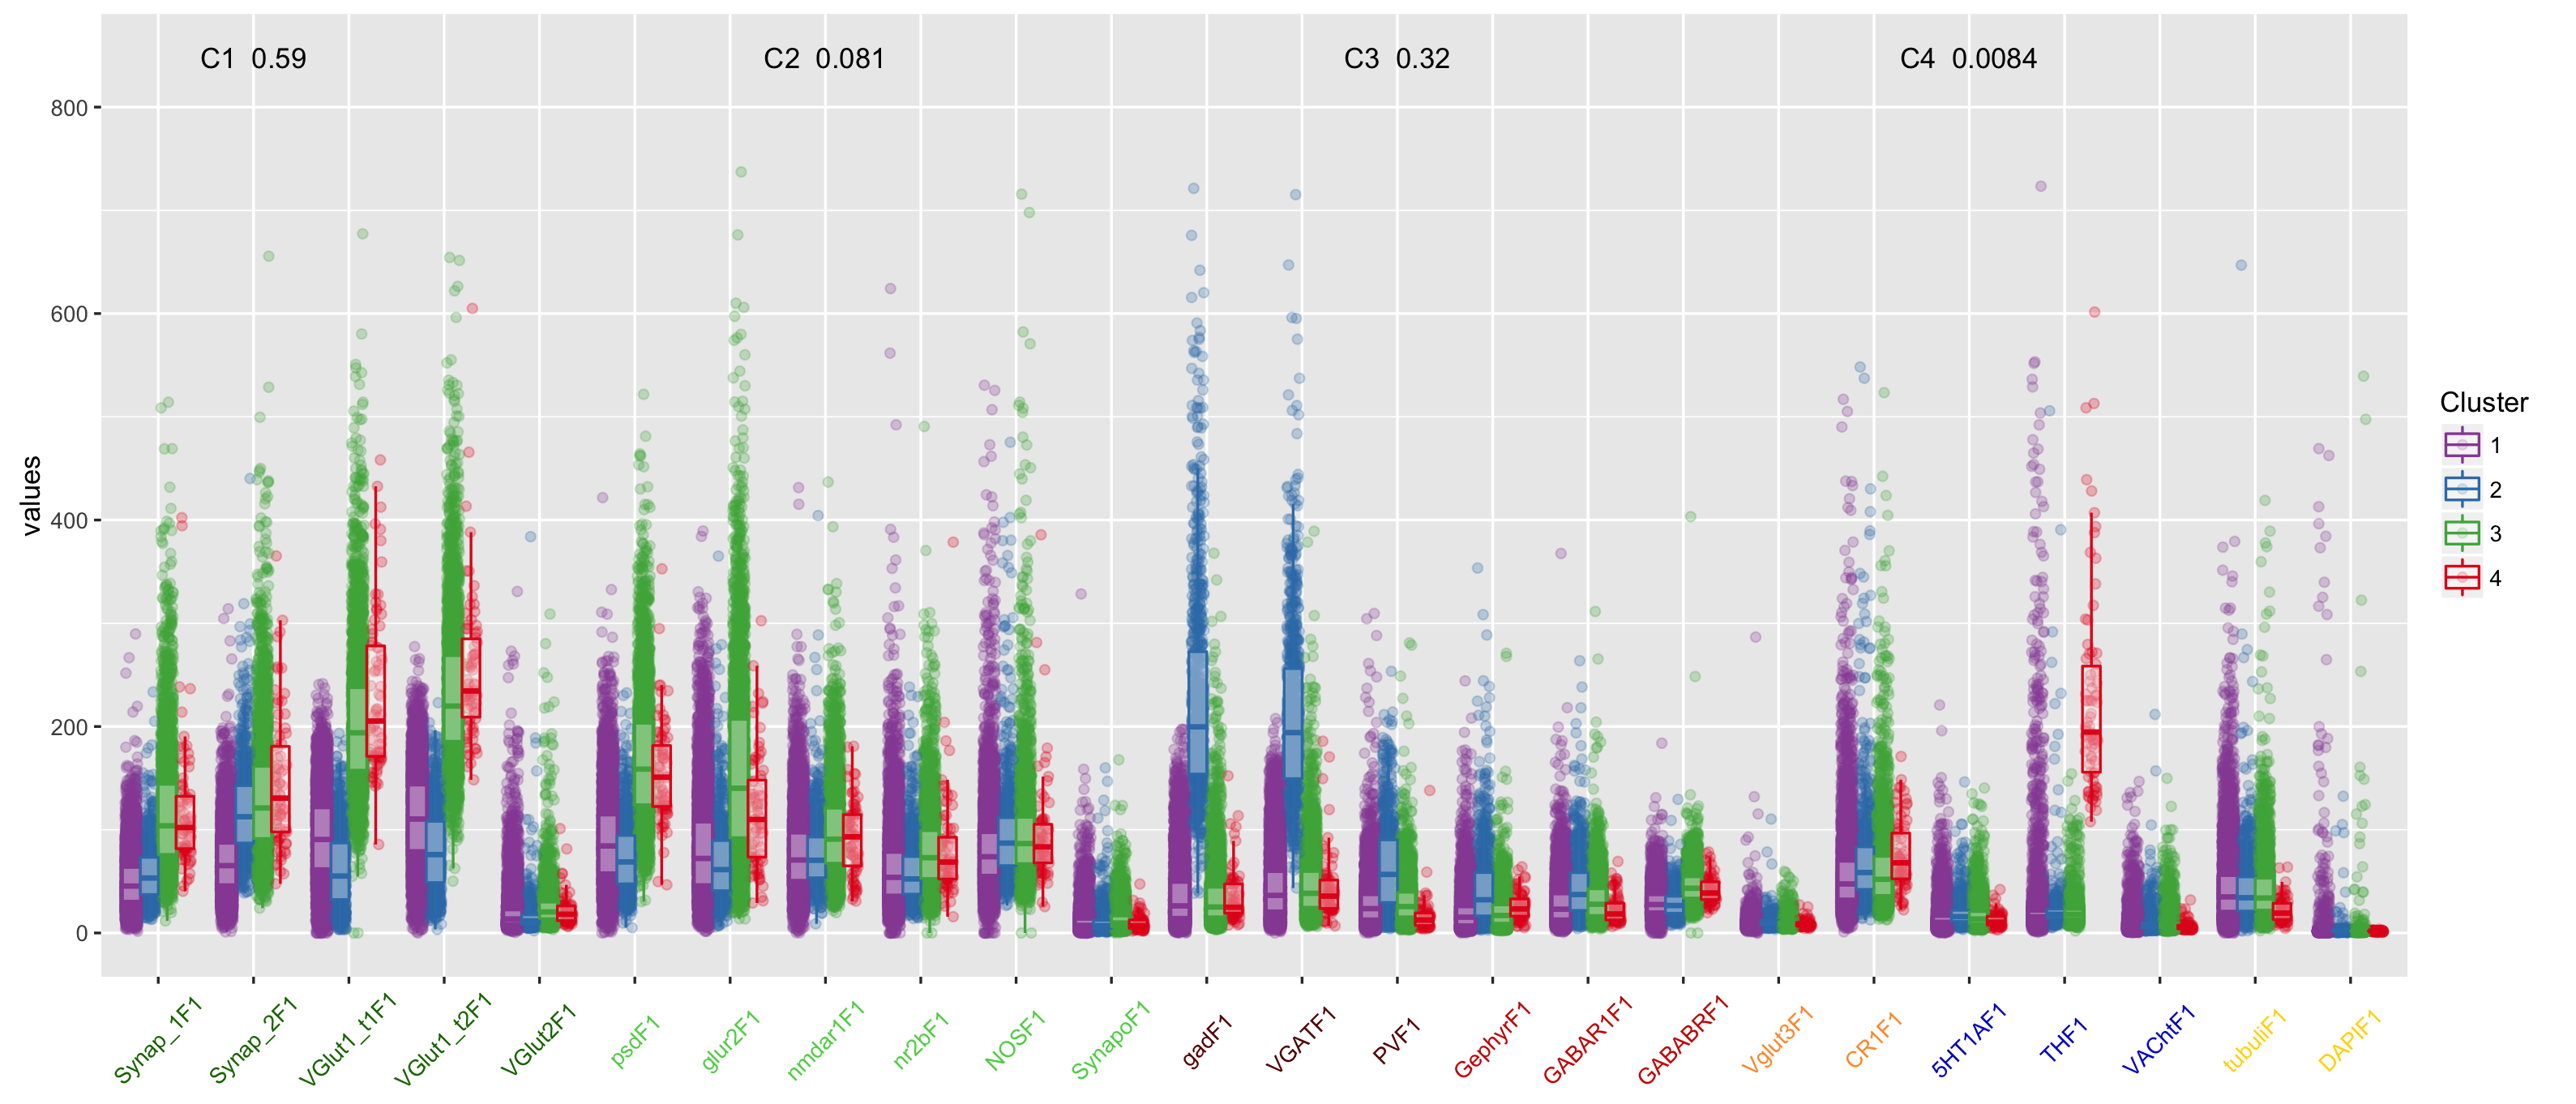 C1 0.59
C2 0.081
C3 0.32
C4 0.0084
800
600
400
200
0
values
Synap_1F1
Synap_2F1
VGlut1_t1F1
VGlut1_t2F1
VGlut2F1
psdF1
glur2F1
nmdar1F1
nr2bF1
NOSF1
SynapoF1
gadF1
VGATF1
PVF1
GephyrF1
GABAR1F1
GABABRF1
Vglut3F1
CR1F1
5HT1AF1
THF1
VAChtF1
tubuliF1
DAPIF1
Cluster
1
2
3
4